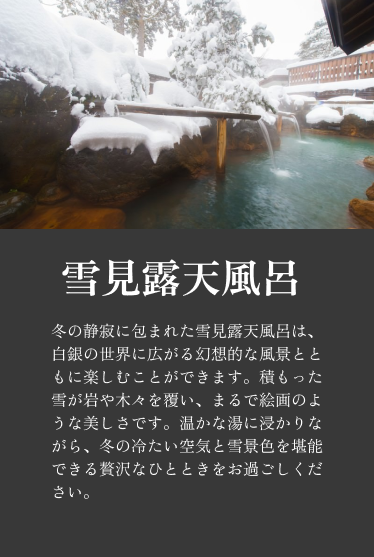 雪見露天風呂
冬の静寂に包まれた雪見露天風呂は、
白銀の世界に広がる幻想的な風景とと
もに楽しむことができます。積もった
雪が岩や木々を覆い、まるで絵画のよ
うな美しさです。温かな湯に浸かりな
がら、冬の冷たい空気と雪景色を堪能
できる贅沢なひとときをお過ごしくだ
さい。